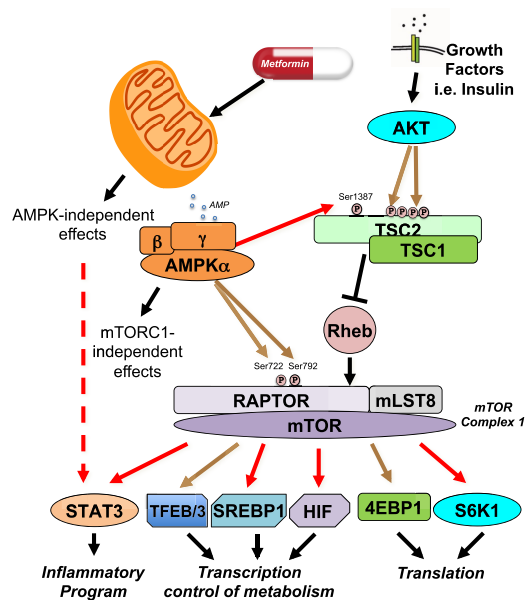 Metformin
Growth
Factors
i.e. Insulin
AKT
AMPK-independent
effects
AMP
Ser1387
P
P P P P
β
γ
AMPKα
TSC2
TSC1
mTORC1-
independent
effects
Rheb
Ser722
Ser792
P
P
RAPTOR
mLST8
mTOR
mTOR
Complex 1
STAT3
TFEB/3
SREBP1
HIF
4EBP1
S6K1
Inflammatory
Program
Transcription
control of metabolism
Translation